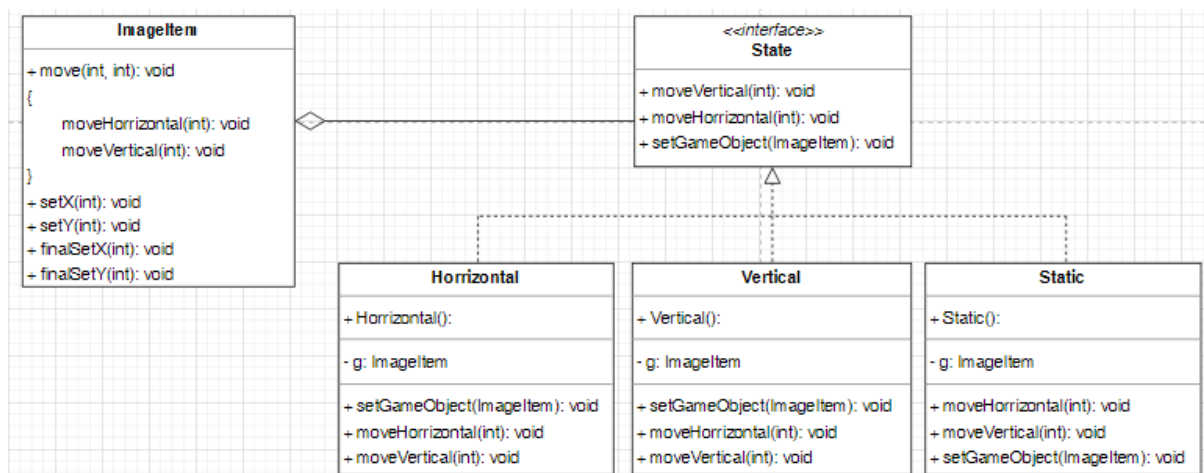 ImageItem
+ move(int, int): void
{
moveHorrizontal(int): void
moveVertical(int): void
}
+ setX(int): void
+ setY(int): void
+ finalSetX(int): void
+ finalSetY(int): void
<<interface>>
State
+ moveVertical(int): void
+ moveHorizontal(int): void
+ setGameObject(ImageItem): void
Horrizontal
+ Horrizontal():
- g: ImageItem
+ setGameObject(ImageItem): void
+ moveHorrizontal(int): void
+ moveVertical(int): void
Vertical
+ Vertical():
- g: ImageItem
+ setGameObject(ImageItem): void
+ moveHorrizontal(int): void
+ moveVertical(int): void
Static
+ Static():
- g: ImageItem
+ moveHorrizontal(int): void
+ moveVertical(int): void
+ setGameObject(ImageItem): void